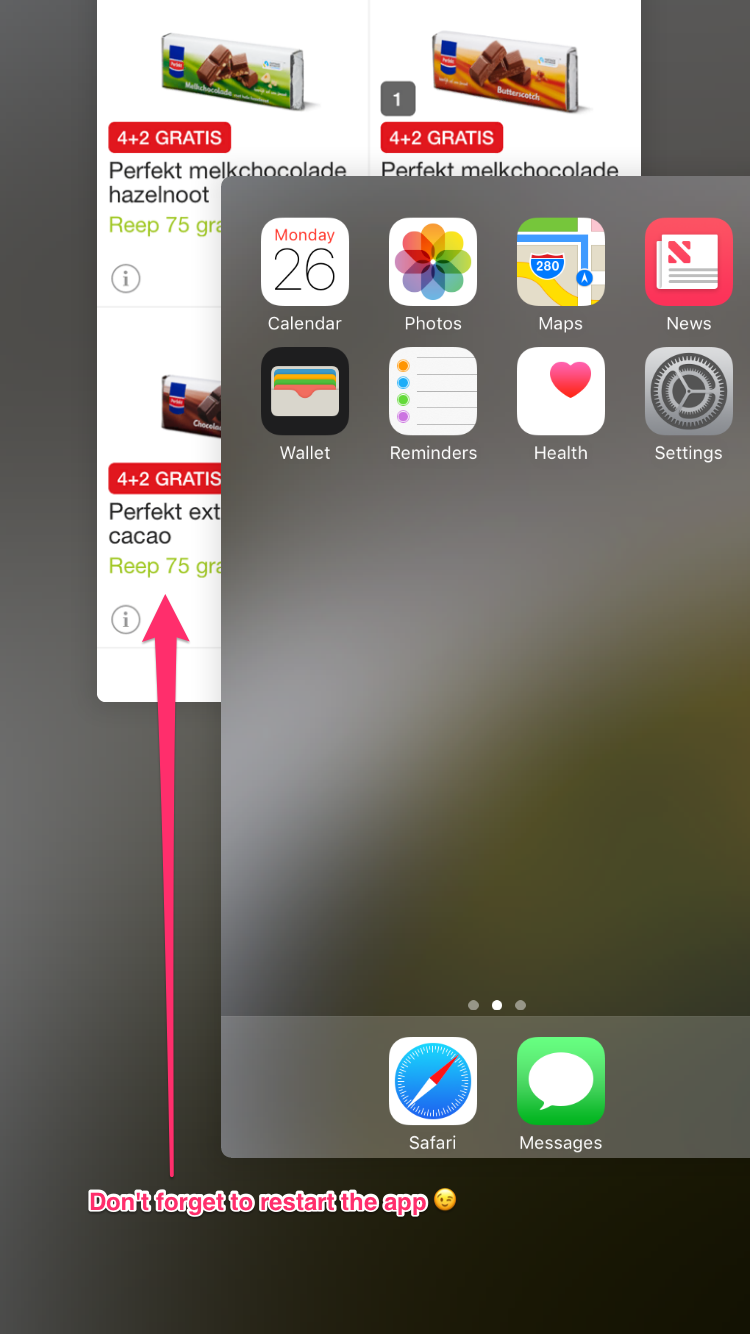 Melkchocolade
Butterscotch
1
4+2 GRATIS
4+2 GRATIS
Perfekt melkchocolade
hazelnoot
Perfekt melkchocolade
Reep 75 gra
i
Perfekt
4+2 GRATIS
Perfekt ext
cacao
Reep 75 gra
i
Monday
26
280
Calendar
Photos
Maps
News
Wallet
Reminders
Health
Settings
Safari
Messages
Don't forget to restart the app 😉